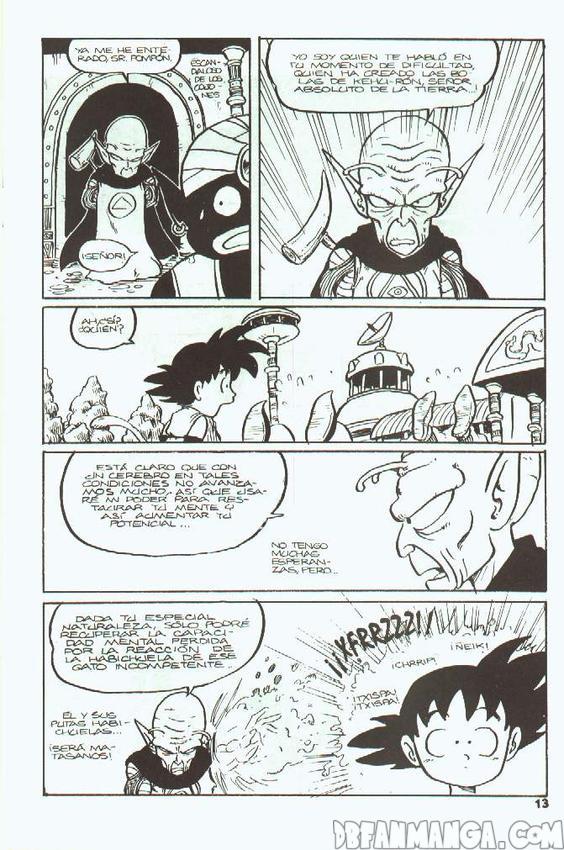 YA ME HE ENTE-
RADO, SR. POMPÓN,
ESCAN-
DALOSO
DE LOS
COJO-
NES
¡SEÑOR!
YO SOY QUIEN TE HABLÓ EN
TU MOMENTO DE DIFICULTAD,
QUIEN HA CREADO LAS BO-
LAS DE KEHU-RÓN, SEÑOR
ABSOLUTO DE LA TIERRA...!
AH, ¿SÍ?
¿QUIÉN?
ESTÁ CLARO QUE CON
UN CEREBRO EN TALES
CONDICIONES NO AVANZA-
MOS MUCHO, ASÍ QUE USA-
RÉ MI PODER PARA RES-
TAURAR TU MENTE Y
ASÍ AUMENTAR TU
POTENCIAL...
NO TENGO
MUCHAS
ESPERAN-
ZAS, PERO...
DADA TU ESPECIAL
NATURALEZA, SÓLO PODRÉ
RECUPERAR LA CAPACI-
DAD MENTAL PERDIDA
POR LA REACCIÓN DE
LA HABICHUELA DE ESE
GATO INCOMPETENTE...
ÉL Y SUS
PUTAS HABI-
CHUELAS...
¡SERÁ MA-
TASANOS!
¡¡XFRRZZZZ!!
¡ÑEIK!
¡CHRRIP!
¡TXISPA!
¡TXISPA!
13
DBFANMANGA.COM